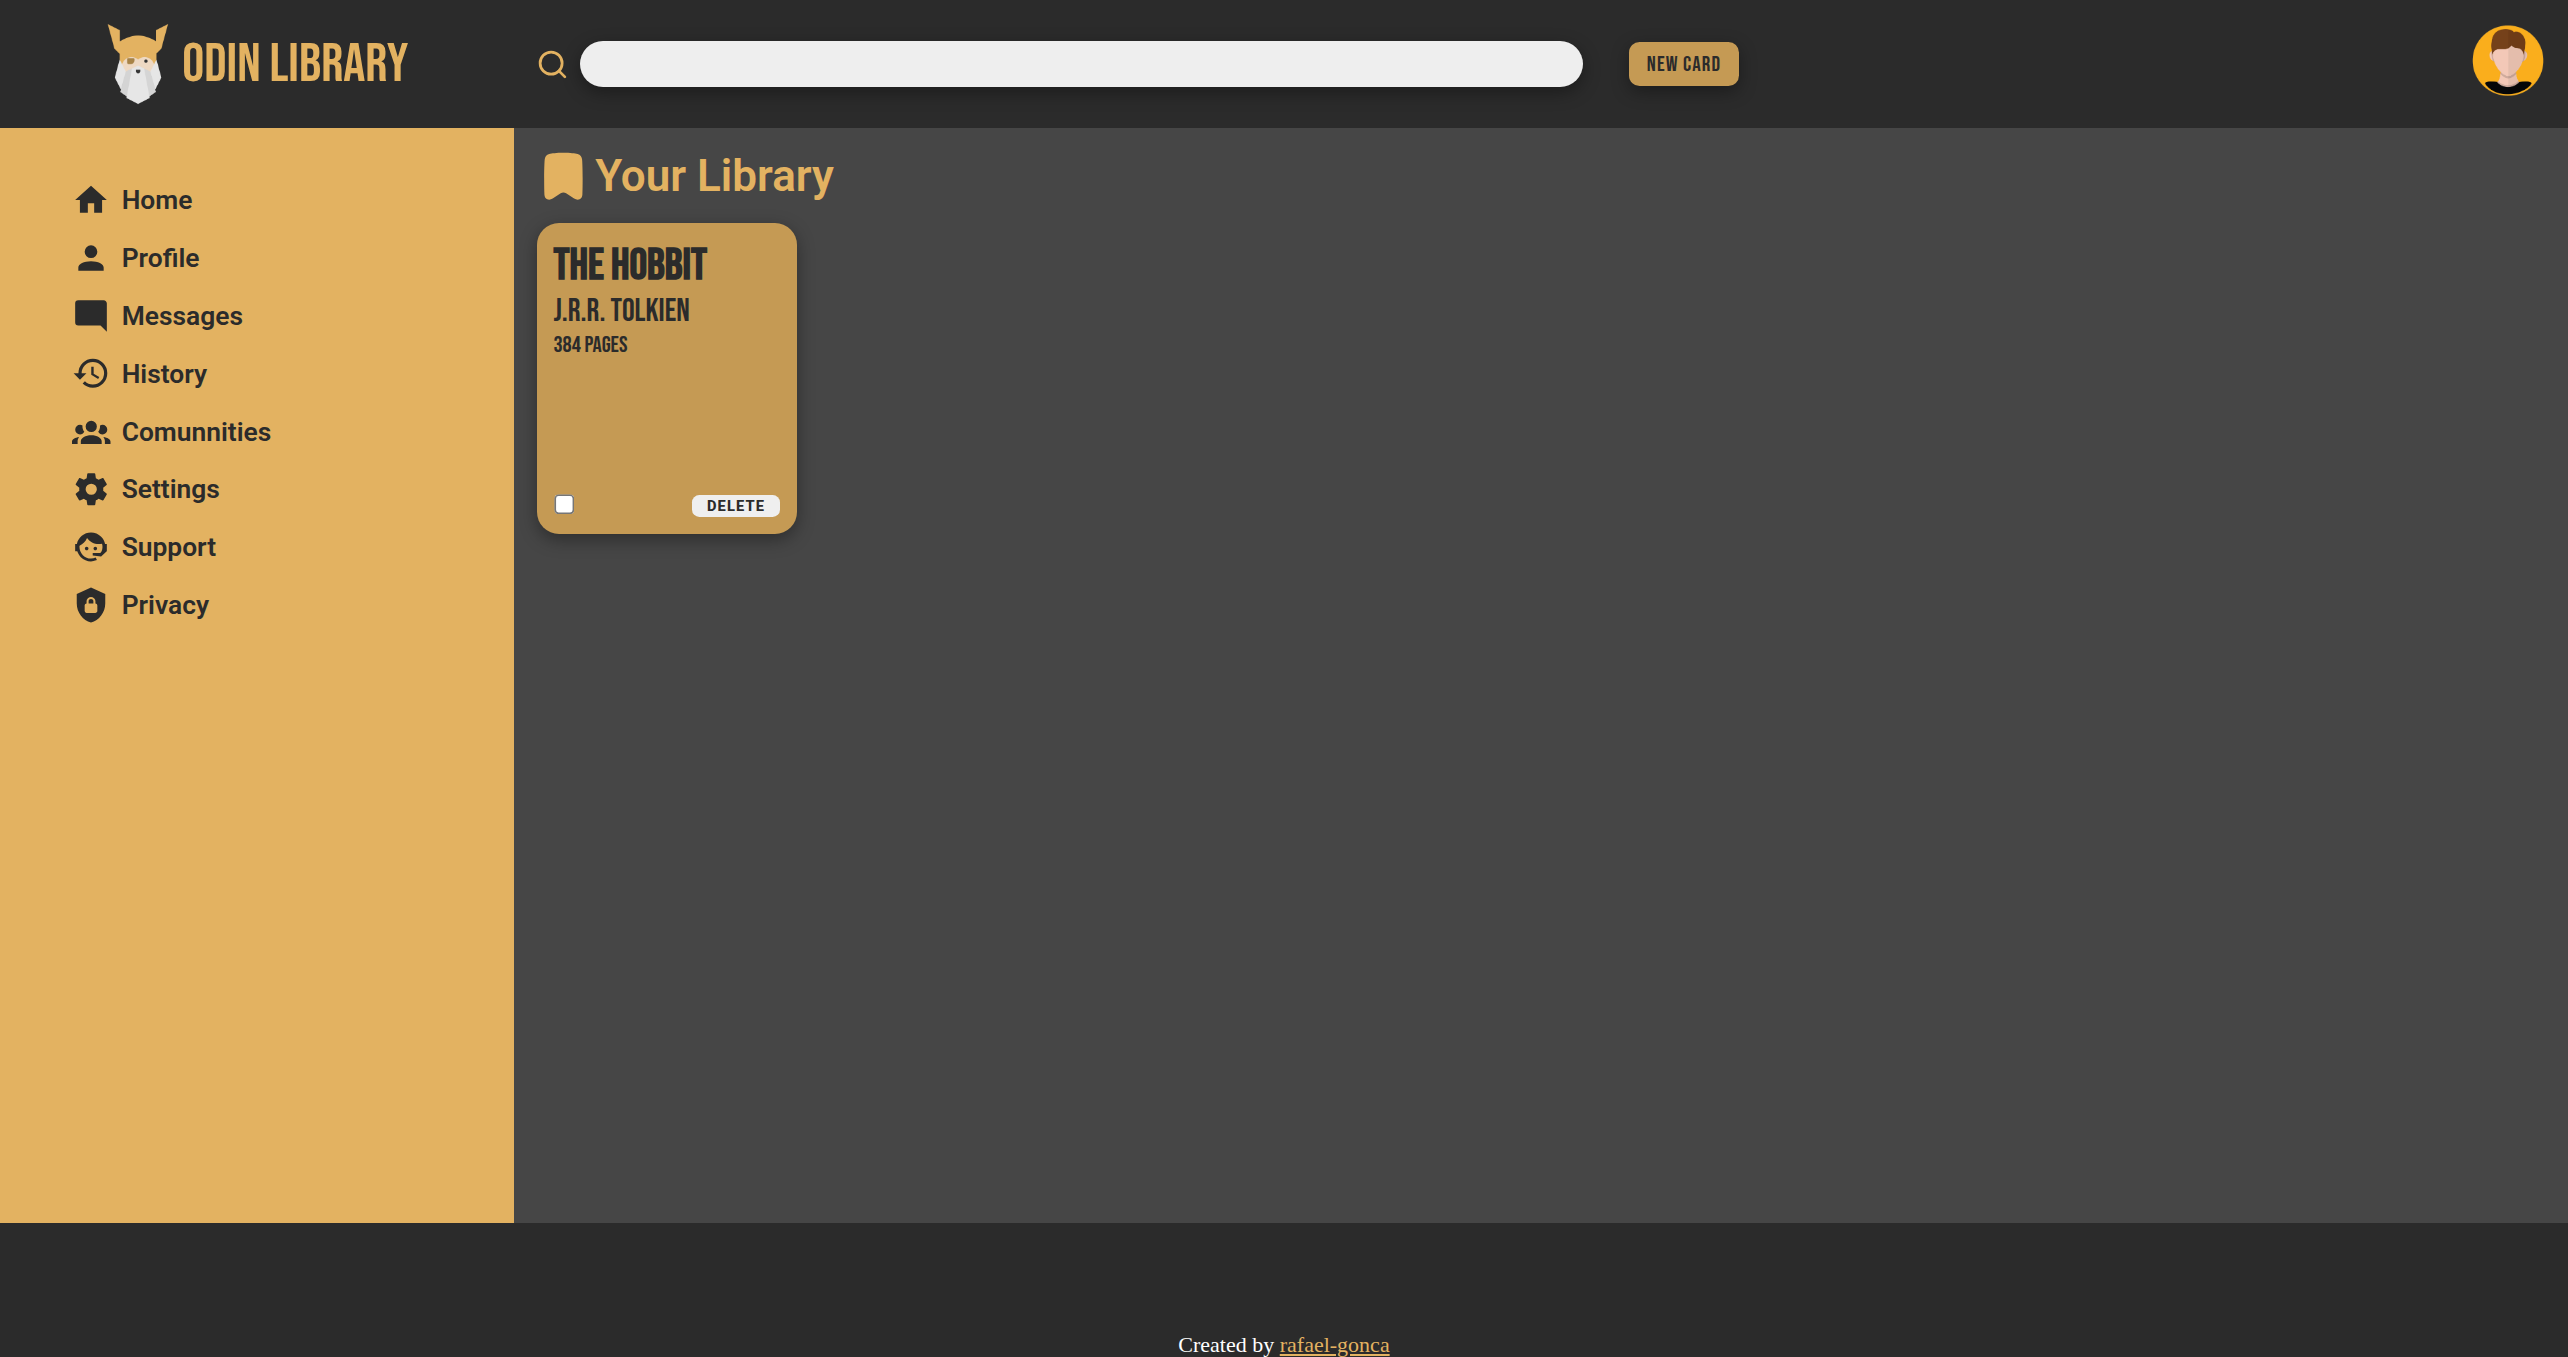 ODIN LIBRARY
NEW CARD
Home
Profile
Messages
History
Comunnities
Settings
Support
Privacy
Your Library
THE HOBBIT
J.R.R. TOLKIEN
384 PAGES
DELETE
Created by rafael-gonca